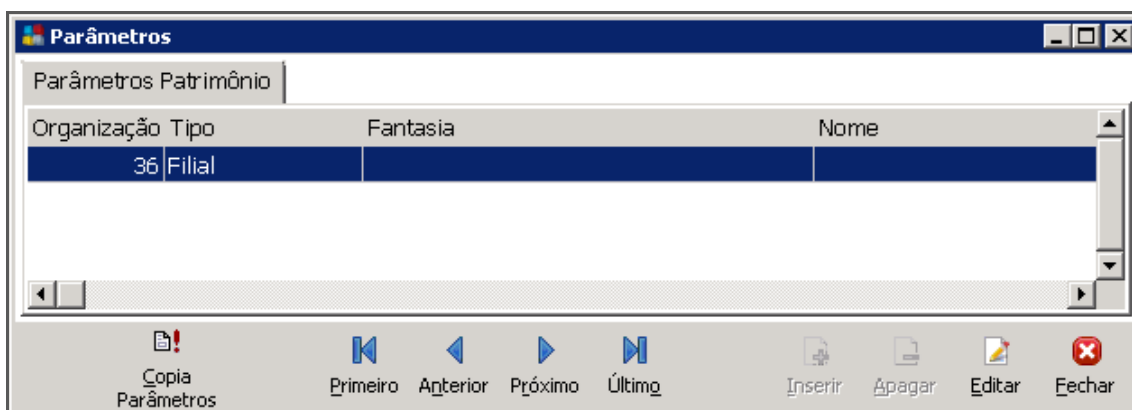 Parâmetros
Parâmetros Patrimônio
Organização Tipo Fantasia Nome
36 Filial
Copia Parâmetros Primeiro Anterior Próximo Último Inserir Apagar Editar Fechar